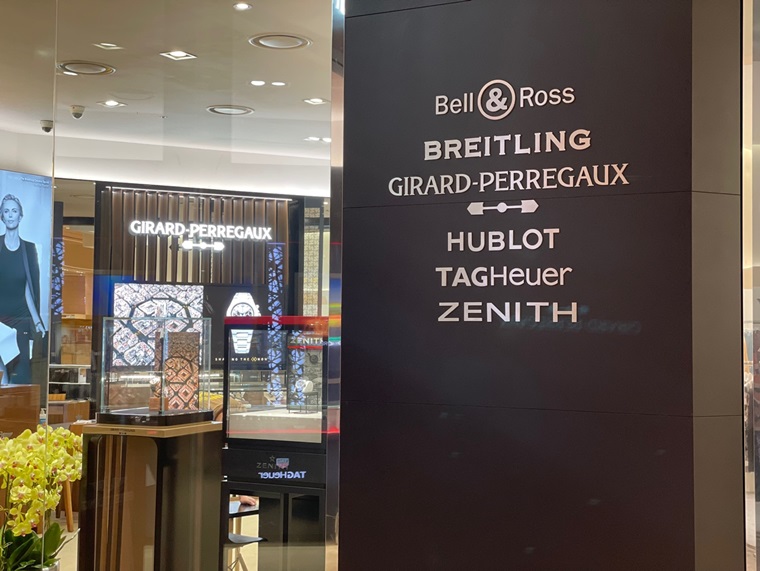 Bell & Ross
BREITLING
GIRARD-PERREGAUX
HUBLOT
TAGHeuer
ZENITH
GIRARD-PERREGAUX
ZENITH
TAGHeuer